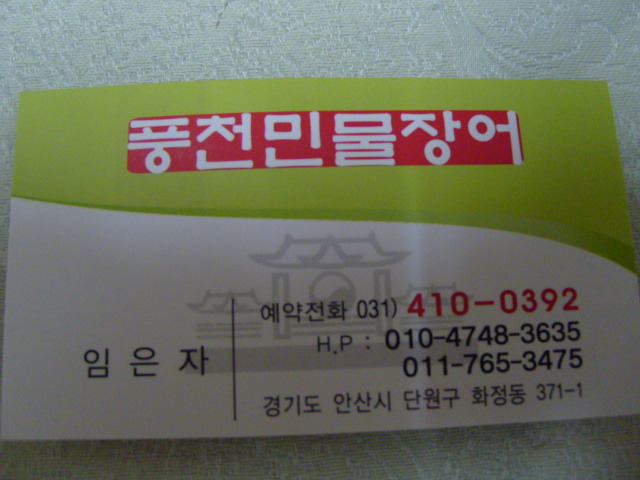 풍천민물장어
예약전화 031) 410-0392
H.P : 010-4748-3635
011-765-3475
임은자
경기도 안산시 단원구 화정동 371-1